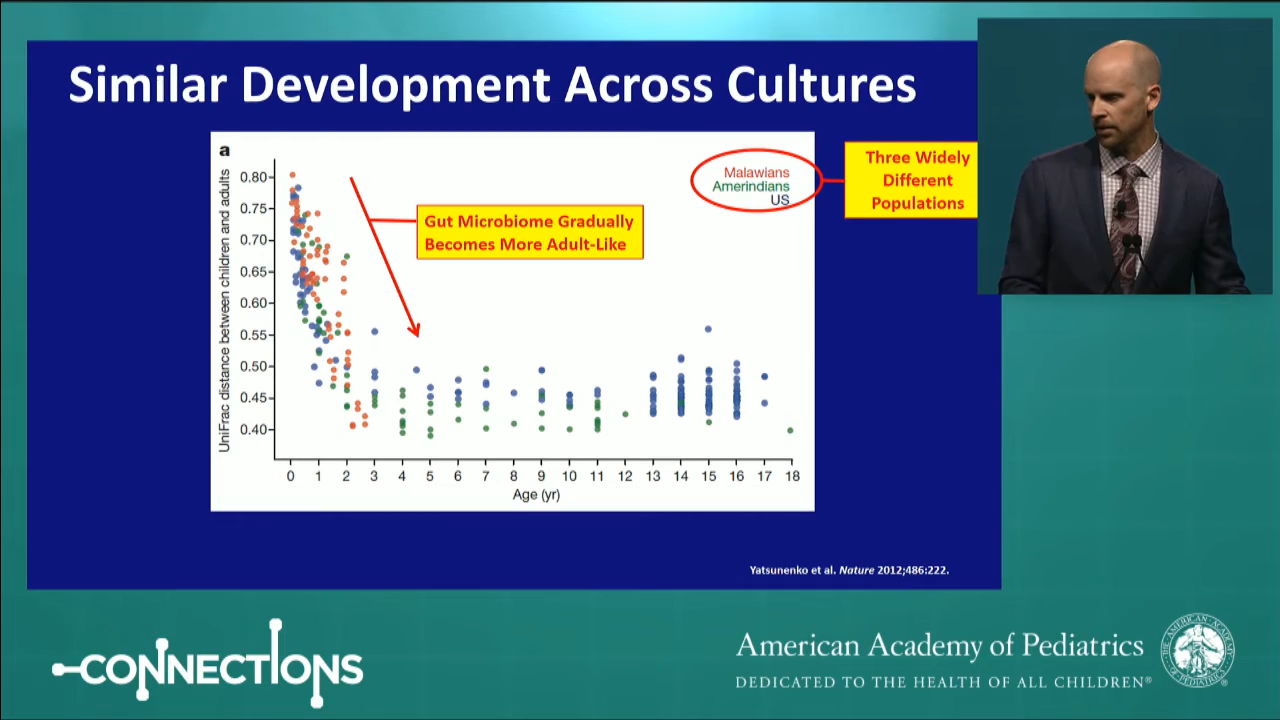 Similar Development Across Cultures
a
UniFrac distance between children and adults
0.80
0.75
0.70
0.65
0.60
0.55
0.50
0.45
0.40
0 1 2 3 4 5 6 7 8 9 10 11 12 13 14 15 16 17 18
Age (yr)
Malawians
Amerindians
US
Three Widely
Different
Populations
Gut Microbiome Gradually
Becomes More Adult-Like
Yatsunenko et al. Nature 2012;486:222.
CONNECTIONS
American Academy of Pediatrics
DEDICATED TO THE HEALTH OF ALL CHILDREN®